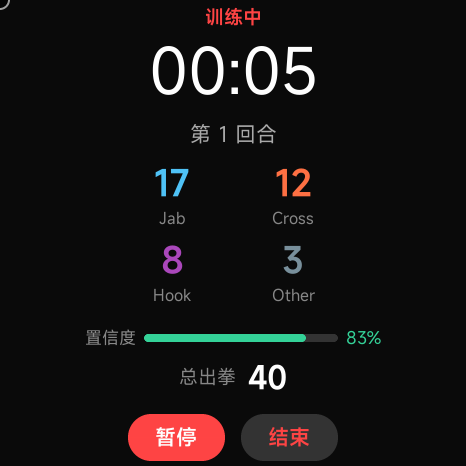 训练中
00:05
第 1 回合
17 12
Jab Cross
8 3
Hook Other
置信度 83%
总出拳 40
暂停 结束